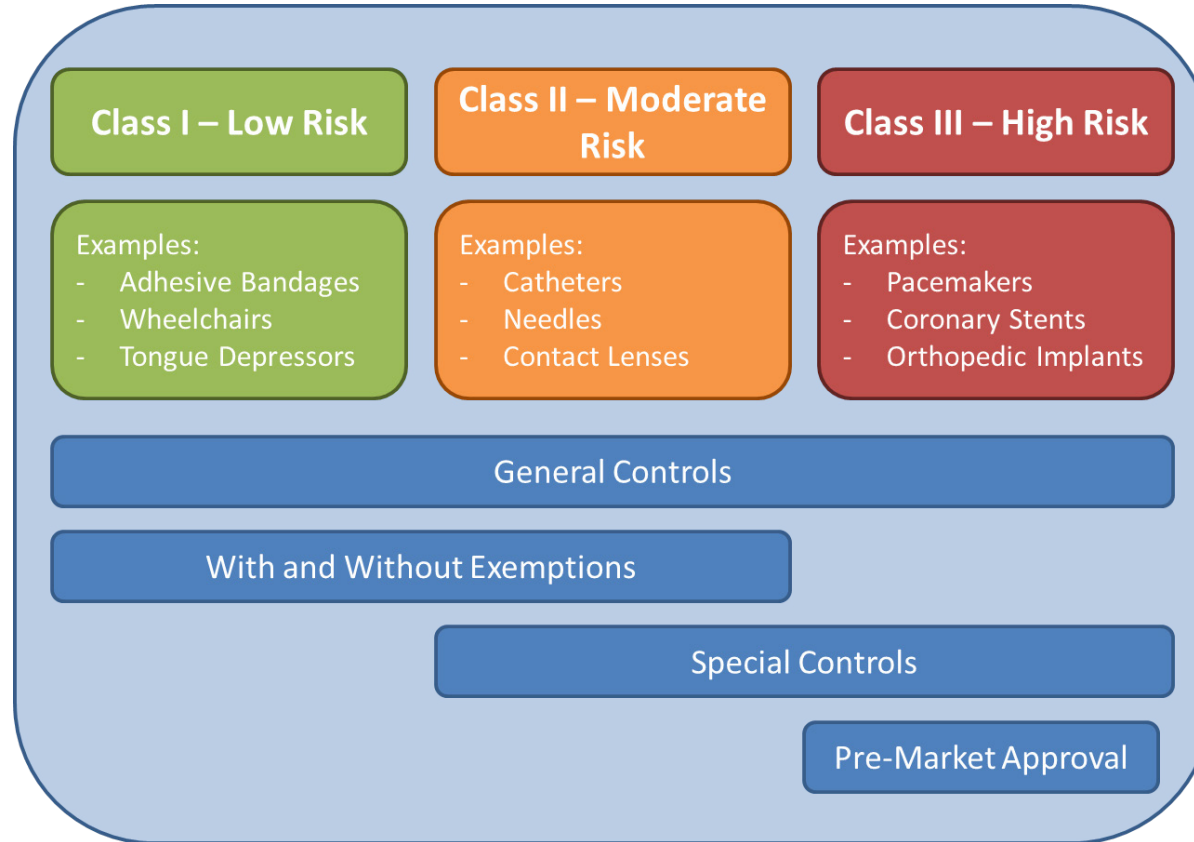 Class I – Low Risk
Class II – Moderate
Risk
Class III – High Risk
Examples:
- Adhesive Bandages
- Wheelchairs
- Tongue Depressors
Examples:
- Catheters
- Needles
- Contact Lenses
Examples:
- Pacemakers
- Coronary Stents
- Orthopedic Implants
General Controls
With and Without Exemptions
Special Controls
Pre-Market Approval